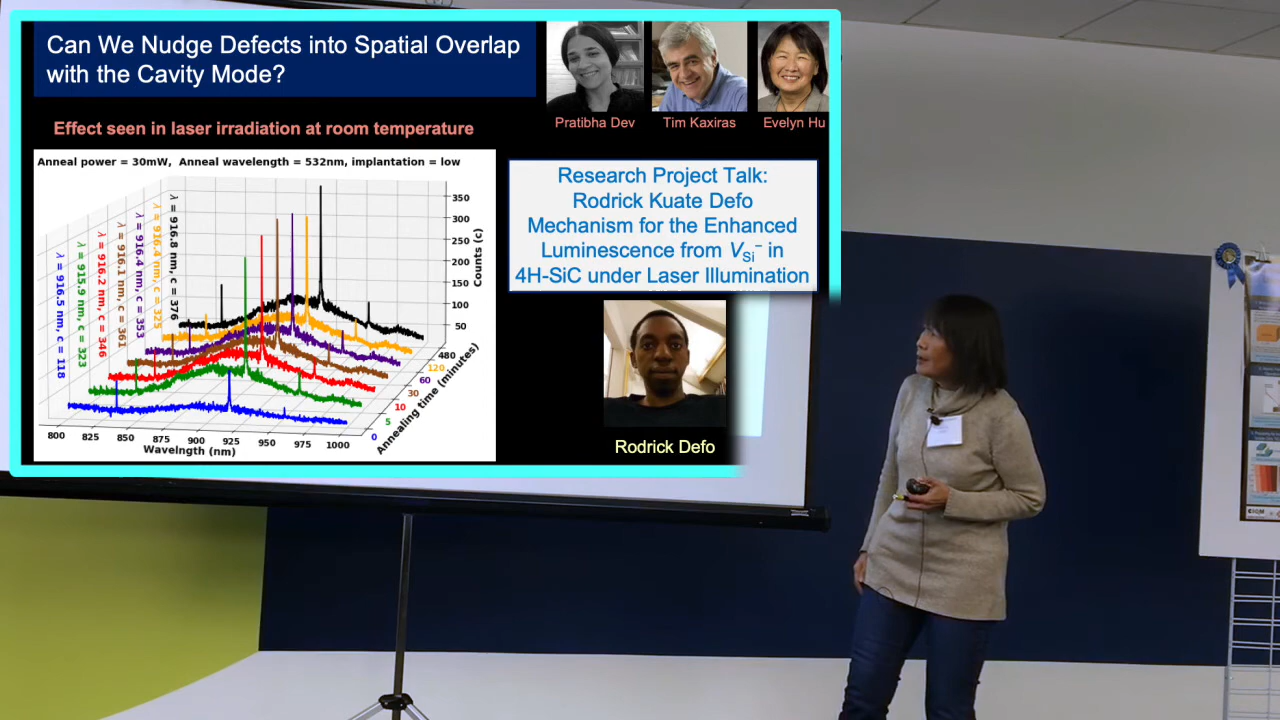 Can We Nudge Defects into Spatial Overlap
with the Cavity Mode?
Pratibha Dev
Tim Kaxiras
Evelyn Hu
Effect seen in laser irradiation at room temperature
Anneal power = 30mW, Anneal wavelength = 532nm, implantation = low
λ = 916.5 nm, c = 118
λ = 915.9 nm, c = 323
λ = 916.2 nm, c = 346
λ = 916.1 nm, c = 361
λ = 916.4 nm, c = 353
λ = 916.4 nm, c = 325
λ = 916.8 nm, c = 376
350
300
250
200
150
100
50
Counts (c)
480
120
60
30
10
5
0
Annealing time (minutes)
800 825 850 875 900 925 950 975 1000
Wavelngth (nm)
Research Project Talk:
Rodrick Kuate Defo
Mechanism for the Enhanced
Luminescence from V_Si⁻ in
4H-SiC under Laser Illumination
Rodrick Defo